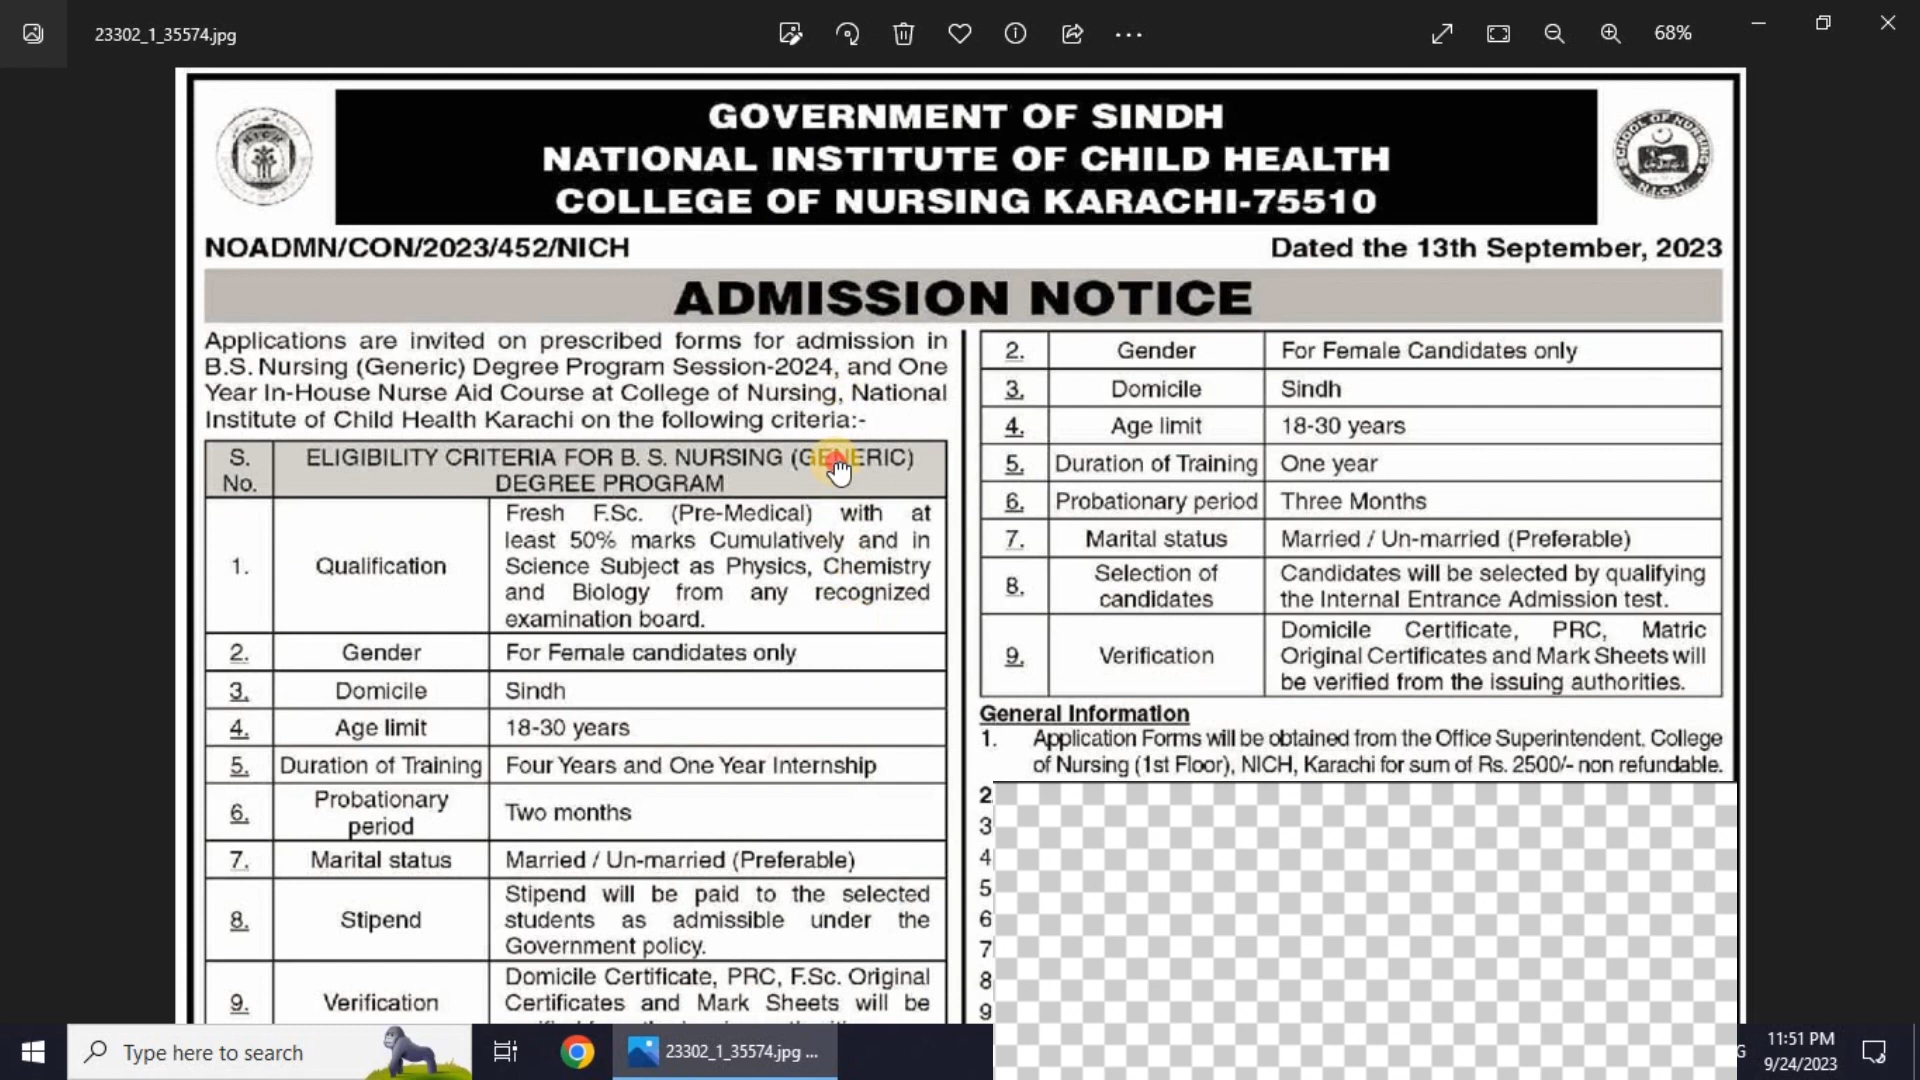 23302_1_35574.jpg
68%
GOVERNMENT OF SINDH
NATIONAL INSTITUTE OF CHILD HEALTH
COLLEGE OF NURSING KARACHI-75510
SCHOOL OF NURSING
N.I.C.H.
NOADMN/CON/2023/452/NICH
Dated the 13th September, 2023
ADMISSION NOTICE
Applications are invited on prescribed forms for admission in
B.S. Nursing (Generic) Degree Program Session-2024, and One
Year In-House Nurse Aid Course at College of Nursing, National
Institute of Child Health Karachi on the following criteria:-
S. No. ELIGIBILITY CRITERIA FOR B. S. NURSING (GENERIC)
DEGREE PROGRAM
1. Qualification Fresh F.Sc. (Pre-Medical) with at
least 50% marks Cumulatively and in
Science Subject as Physics, Chemistry
and Biology from any recognized
examination board.
2. Gender For Female candidates only
3. Domicile Sindh
4. Age limit 18-30 years
5. Duration of Training Four Years and One Year Internship
6. Probationary period Two months
7. Marital status Married / Un-married (Preferable)
8. Stipend Stipend will be paid to the selected
students as admissible under the
Government policy.
9. Verification Domicile Certificate, PRC, F.Sc. Original
Certificates and Mark Sheets will be
2. Gender For Female Candidates only
3. Domicile Sindh
4. Age limit 18-30 years
5. Duration of Training One year
6. Probationary period Three Months
7. Marital status Married / Un-married (Preferable)
8. Selection of candidates Candidates will be selected by qualifying
the Internal Entrance Admission test.
9. Verification Domicile Certificate, PRC, Matric
Original Certificates and Mark Sheets will
be verified from the issuing authorities.
General Information
1. Application Forms will be obtained from the Office Superintendent, College
of Nursing (1st Floor), NICH, Karachi for sum of Rs. 2500/- non refundable.
2
3
4
5
6
7
8
9
Type here to search
23302_1_35574.jpg ...
G
11:51 PM
9/24/2023